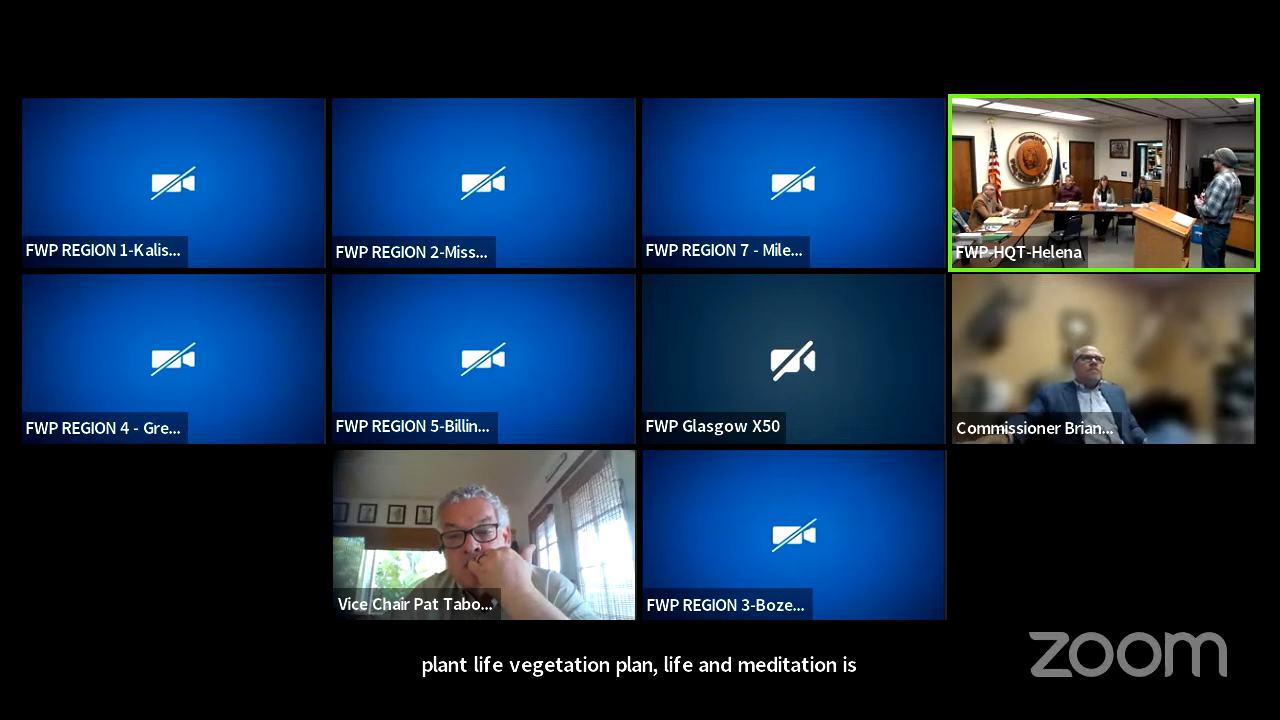 FWP REGION 1-Kalis...
FWP REGION 2-Miss...
FWP REGION 7 - Mile...
FWP-HQT-Helena
FWP REGION 4 - Gre...
FWP REGION 5-Billin...
FWP Glasgow X50
Commissioner Brian...
Vice Chair Pat Tabo...
FWP REGION 3-Boze...
plant life vegetation plan, life and meditation is
zoom